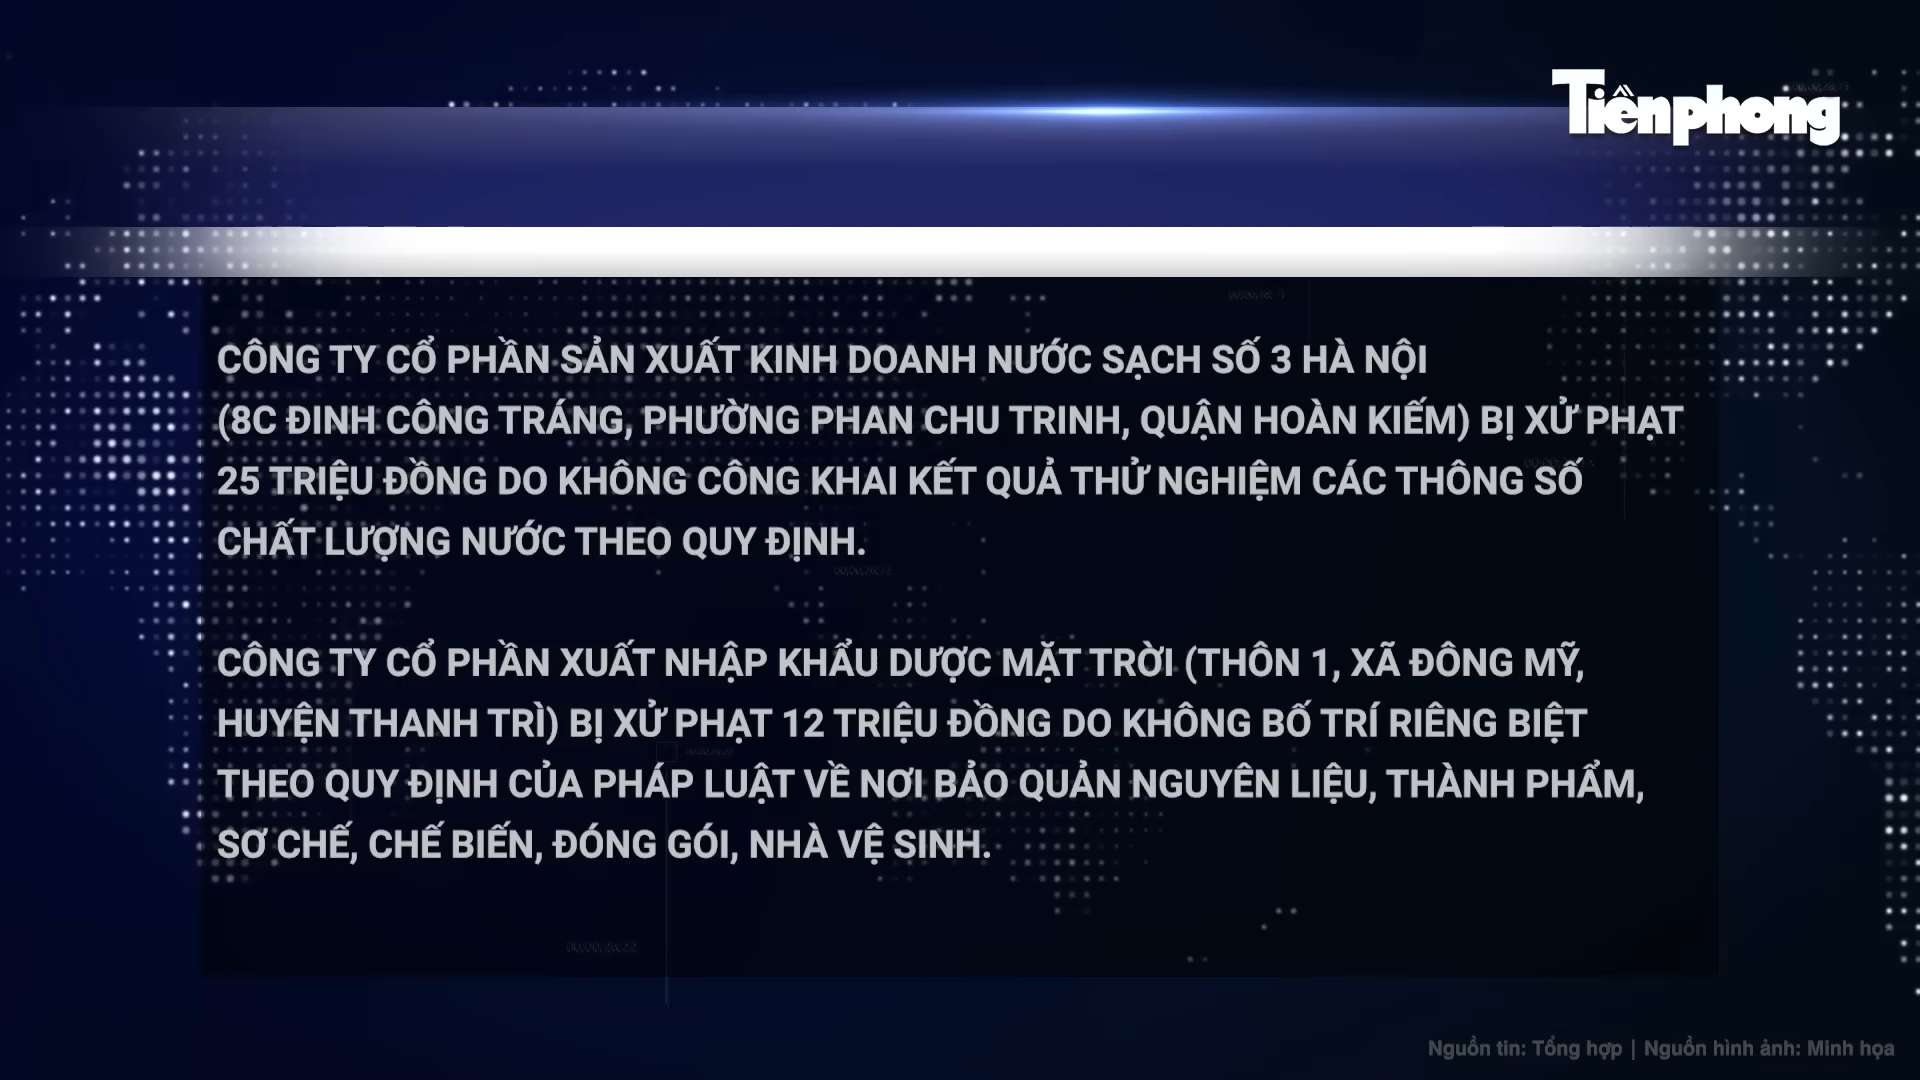 Tiềnphong
CÔNG TY CỔ PHẦN SẢN XUẤT KINH DOANH NƯỚC SẠCH SỐ 3 HÀ NỘI
(8C ĐINH CÔNG TRÁNG, PHƯỜNG PHAN CHU TRINH, QUẬN HOÀN KIẾM) BỊ XỬ PHẠT
25 TRIỆU ĐỒNG DO KHÔNG CÔNG KHAI KẾT QUẢ THỬ NGHIỆM CÁC THÔNG SỐ
CHẤT LƯỢNG NƯỚC THEO QUY ĐỊNH.
CÔNG TY CỔ PHẦN XUẤT NHẬP KHẨU DƯỢC MẶT TRỜI (THÔN 1, XÃ ĐÔNG MỸ,
HUYỆN THANH TRÌ) BỊ XỬ PHẠT 12 TRIỆU ĐỒNG DO KHÔNG BỐ TRÍ RIÊNG BIỆT
THEO QUY ĐỊNH CỦA PHÁP LUẬT VỀ NƠI BẢO QUẢN NGUYÊN LIỆU, THÀNH PHẨM,
SƠ CHẾ, CHẾ BIẾN, ĐÓNG GÓI, NHÀ VỆ SINH.
Nguồn tin: Tổng hợp | Nguồn hình ảnh: Minh họa